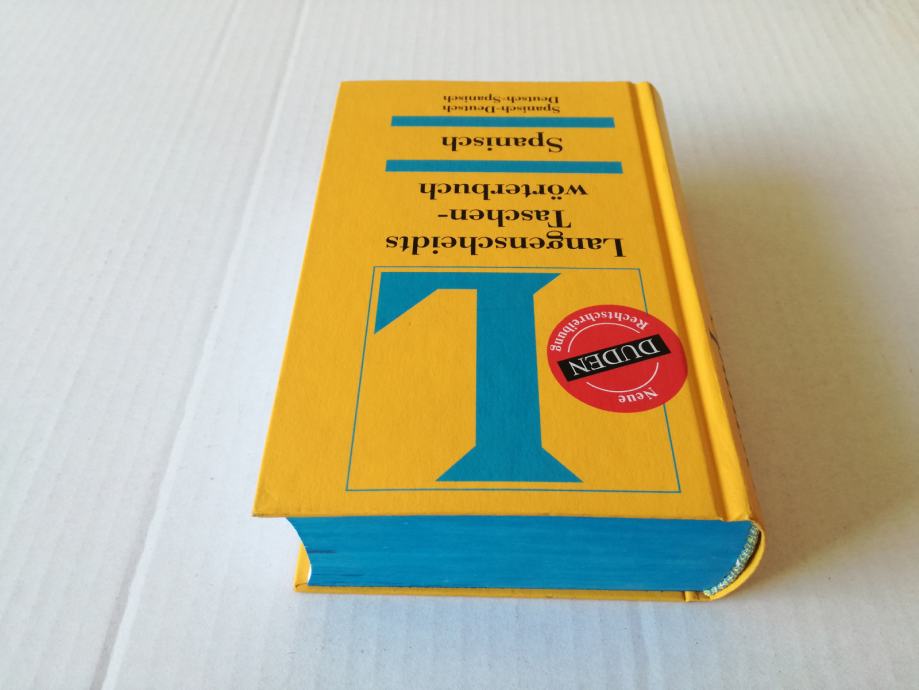 Neue
DUDEN
Rechtschreibung
L
Langenscheidts
Taschen-
wörterbuch
Spanisch
Spanisch-Deutsch
Deutsch-Spanisch